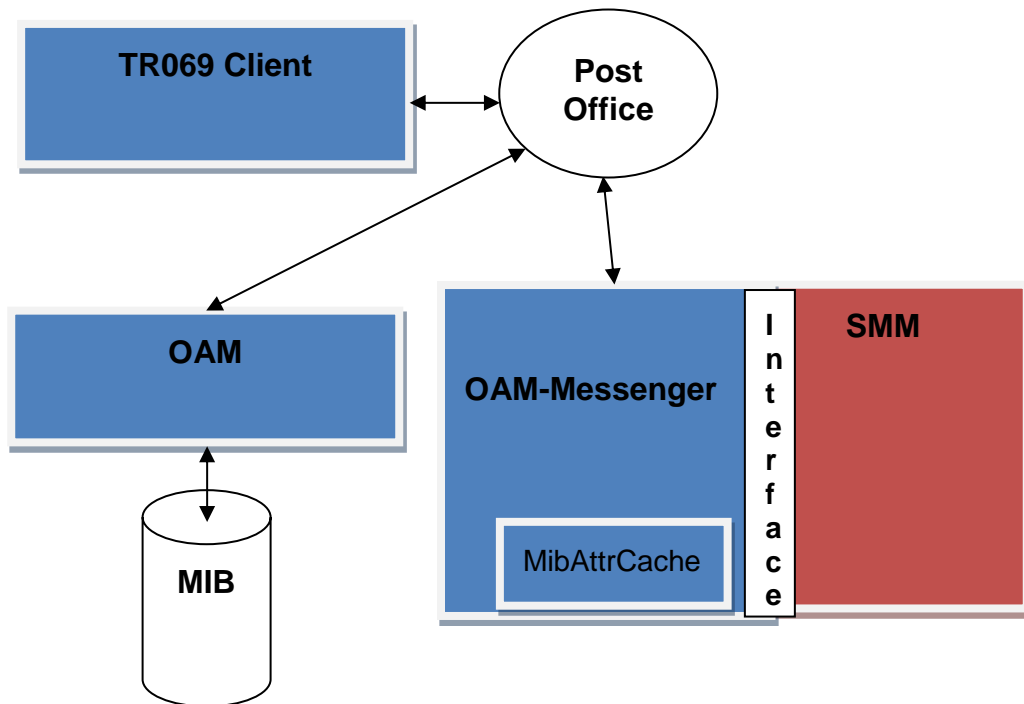 TR069 Client
Post
Office
OAM
OAM-Messenger
MibAttrCache
I
n
t
e
r
f
a
c
e
SMM
MIB